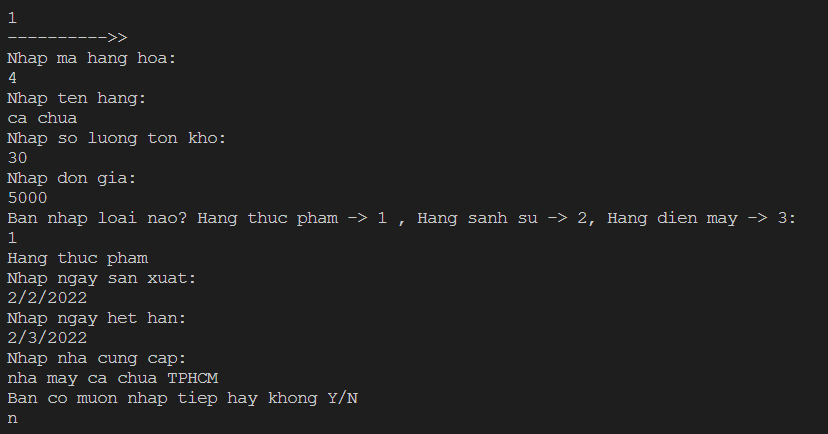 1
---------->>
Nhap ma hang hoa:
4
Nhap ten hang:
ca chua
Nhap so luong ton kho:
30
Nhap don gia:
5000
Ban nhap loai nao? Hang thuc pham -> 1 , Hang sanh su -> 2, Hang dien may -> 3:
1
Hang thuc pham
Nhap ngay san xuat:
2/2/2022
Nhap ngay het han:
2/3/2022
Nhap nha cung cap:
nha may ca chua TPHCM
Ban co muon nhap tiep hay khong Y/N
n